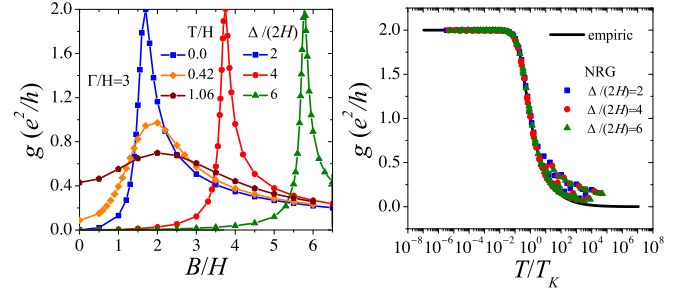 2.0
1.6
1.2
0.8
0.4
0.0
g (e²/h)
Γ/H=3
T/H Δ/(2H)
0.0 2
0.42 4
1.06 6
0 1 2 3 4 5 6
B/H
2.0
1.5
1.0
0.5
0.0
g (e²/h)
empiric
NRG
Δ/(2H)=2
Δ/(2H)=4
Δ/(2H)=6
10⁻⁸ 10⁻⁶ 10⁻⁴ 10⁻² 10⁰ 10² 10⁴ 10⁶ 10⁸
T/T_K